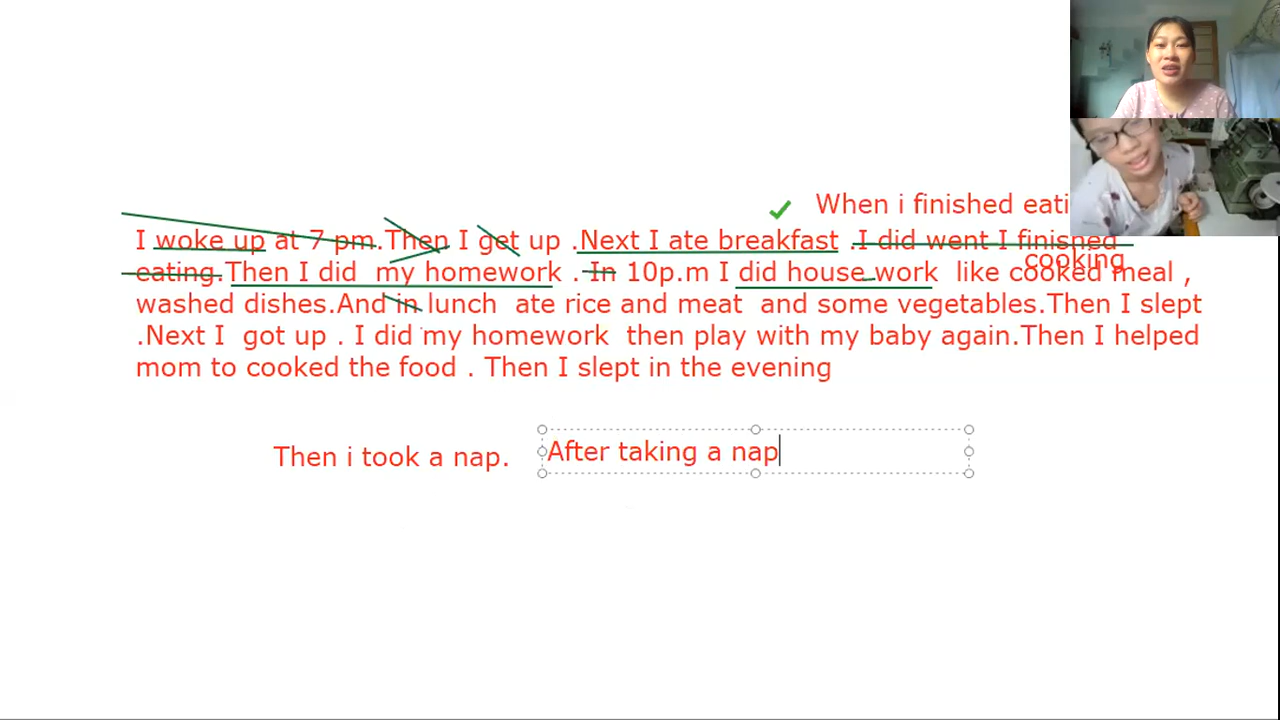 When i finished eati
I woke up at 7 pm.Then I get up .Next I ate breakfast .I did went I finished
cooking
eating.Then I did my homework . In 10p.m I did house work like cooked meal ,
washed dishes.And in lunch ate rice and meat and some vegetables.Then I slept
.Next I got up . I did my homework then play with my baby again.Then I helped
mom to cooked the food . Then I slept in the evening
Then i took a nap. After taking a nap